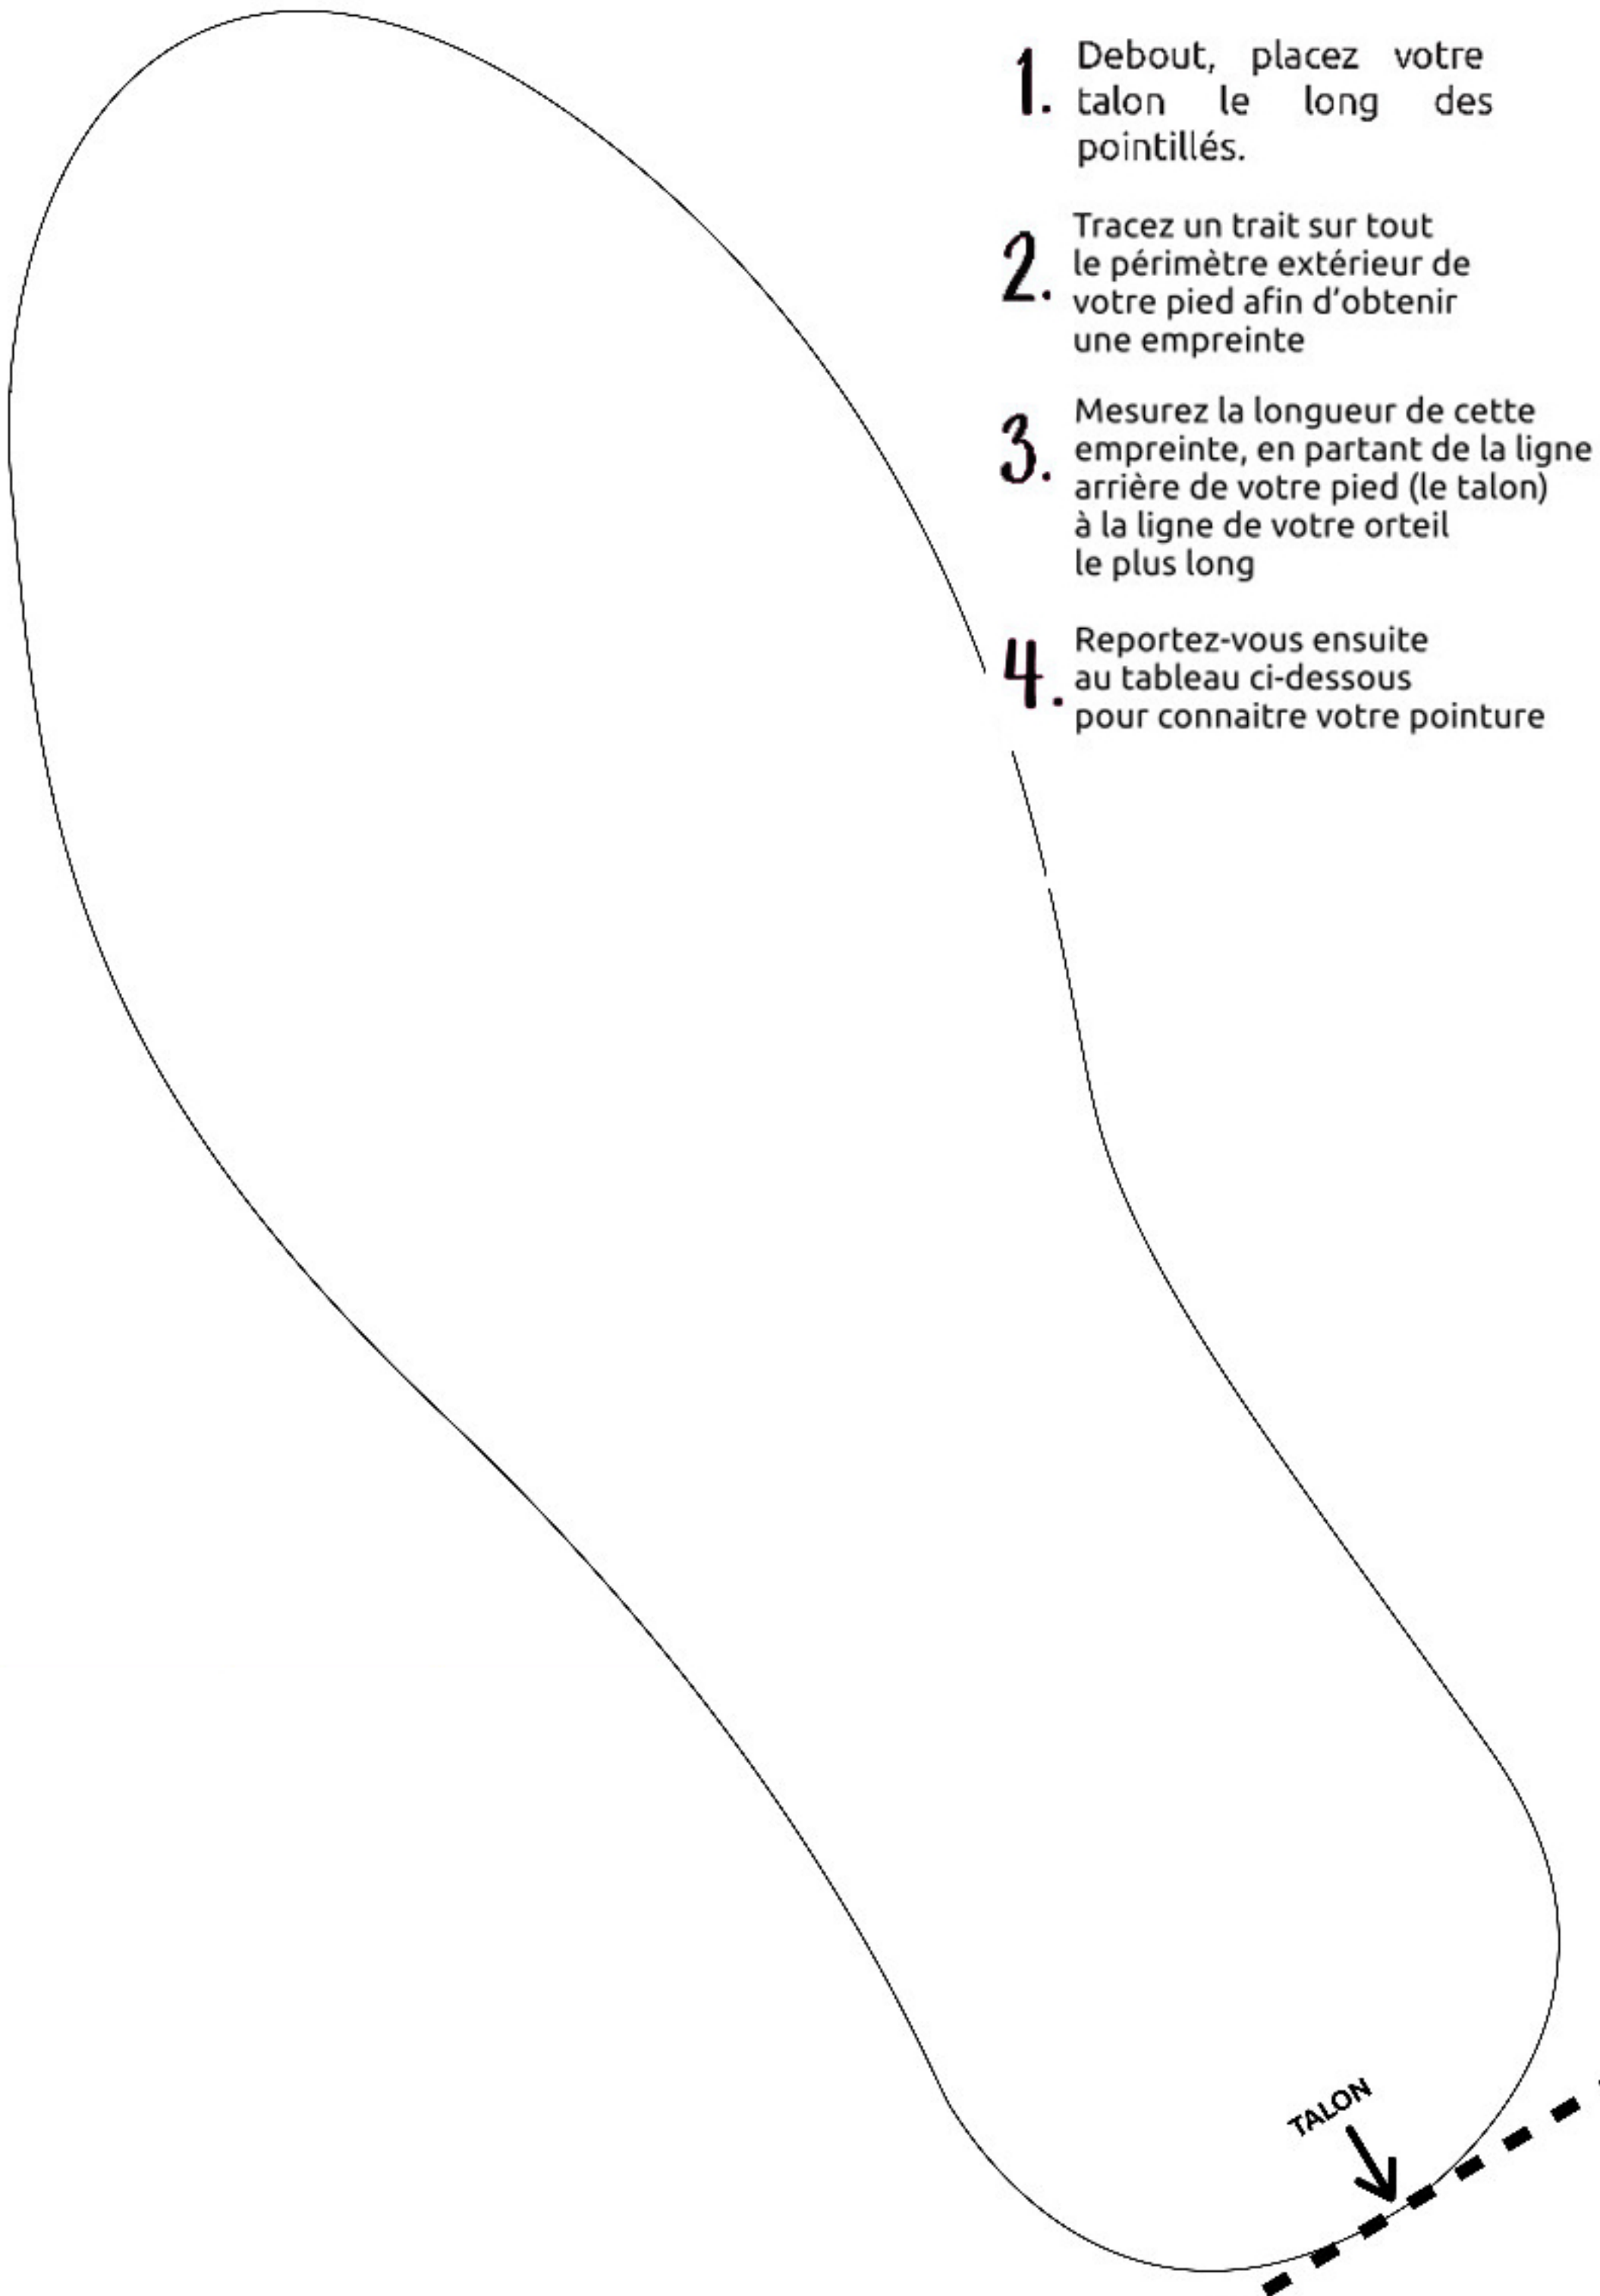 1. Debout, placez votre
talon le long des
pointillés.
2. Tracez un trait sur tout
le périmètre extérieur de
votre pied afin d’obtenir
une empreinte
3. Mesurez la longueur de cette
empreinte, en partant de la ligne
arrière de votre pied (le talon)
à la ligne de votre orteil
le plus long
4. Reportez-vous ensuite
au tableau ci-dessous
pour connaitre votre pointure
TALON